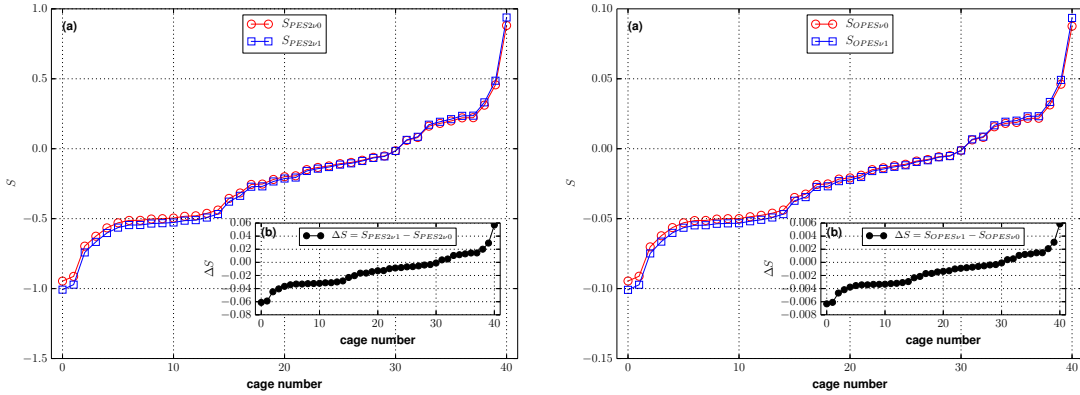 (a)
S_{PES2ν0}
S_{PES2ν1}
1.0
0.5
0.0
−0.5
−1.0
−1.5
S
0 10 20 30 40
cage number
(b)
ΔS = S_{PES2ν1} − S_{PES2ν0}
0.06
0.04
0.02
0.00
−0.02
−0.04
−0.06
−0.08
ΔS
0 10 20 30 40
cage number
(a)
S_{OPESν0}
S_{OPESν1}
0.10
0.05
0.00
−0.05
−0.10
−0.15
S
0 10 20 30 40
cage number
(b)
ΔS = S_{OPESν1} − S_{OPESν0}
0.006
0.004
0.002
0.000
−0.002
−0.004
−0.006
−0.008
ΔS
0 10 20 30 40
cage number